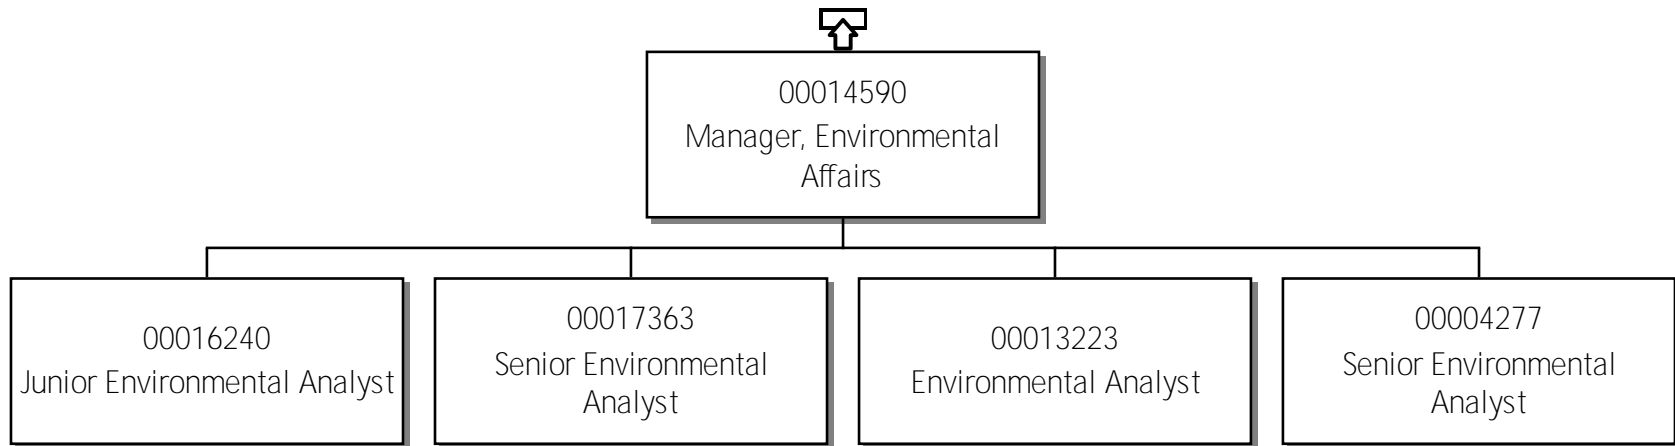 00014590
Manager, Environmental
Affairs
00016240
Junior Environmental Analyst
00017363
Senior Environmental
Analyst
00013223
Environmental Analyst
00004277
Senior Environmental
Analyst